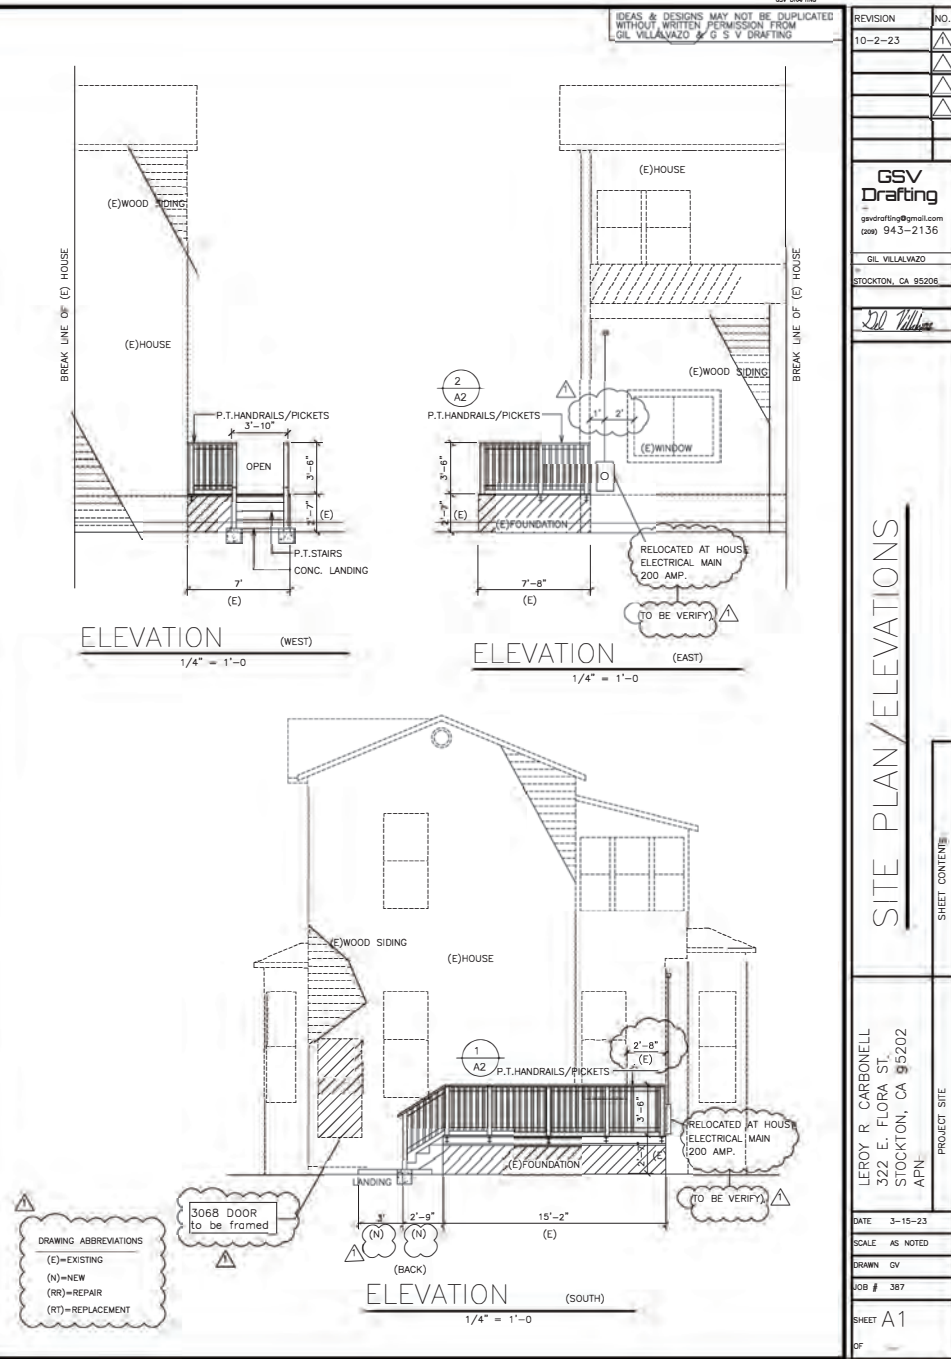 GSV DRAFTING
IDEAS & DESIGNS MAY NOT BE DUPLICATED
WITHOUT WRITTEN PERMISSION FROM
GIL VILLALVAZO & G S V DRAFTING
(E)WOOD SIDING
BREAK LINE OF (E) HOUSE
(E)HOUSE
P.T.HANDRAILS/PICKETS
3'-10"
OPEN
3'-6"
2'-7"
(E)
P.T.STAIRS
CONC. LANDING
7'
(E)
ELEVATION (WEST)
1/4" = 1'-0
(E)HOUSE
BREAK LINE OF (E) HOUSE
(E)WOOD SIDING
2
A2
1
P.T.HANDRAILS/PICKETS
1' 2'
(E)WINDOW
3'-6"
2'-7"
(E)
(E)FOUNDATION
RELOCATED AT HOUSE
ELECTRICAL MAIN
200 AMP.
7'-8"
(E)
(TO BE VERIFY)
1
ELEVATION (EAST)
1/4" = 1'-0
(E)WOOD SIDING
(E)HOUSE
1
A2
P.T.HANDRAILS/PICKETS
2'-8"
(E)
3'-6"
(E)
RELOCATED AT HOUSE
ELECTRICAL MAIN
200 AMP.
(E)FOUNDATION
LANDING
(TO BE VERIFY)
1
3068 DOOR
to be framed
1
3'
(N)
1
2'-9"
(N)
15'-2"
(E)
(BACK)
ELEVATION (SOUTH)
1/4" = 1'-0
1
DRAWING ABBREVIATIONS
(E)=EXISTING
(N)=NEW
(RR)=REPAIR
(RT)=REPLACEMENT
REVISION NO.
10-2-23 1
GSV
Drafting
gsvdrafting@gmail.com
(209) 943-2136
GIL VILLALVAZO
STOCKTON, CA 95206
SITE PLAN/ELEVATIONS
SHEET CONTENTS
LEROY R CARBONELL
322 E. FLORA ST.
STOCKTON, CA 95202
APN
PROJECT SITE
DATE 3-15-23
SCALE AS NOTED
DRAWN GV
JOB # 387
SHEET A1
OF